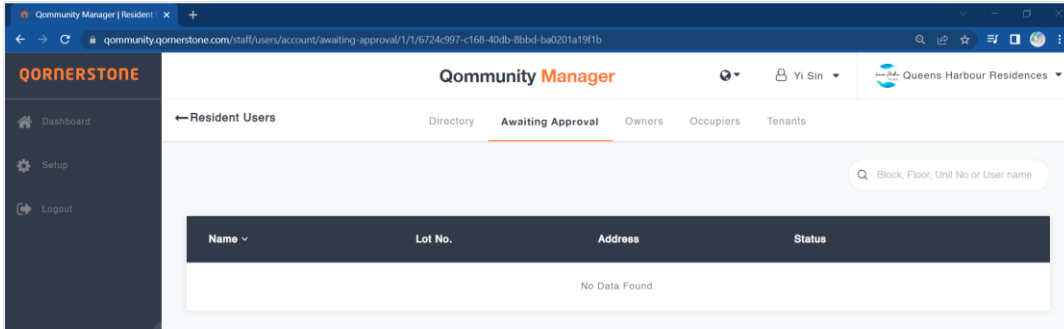 Qommunity Manager | Resident
qommunity.qornerstone.com/staff/users/account/awaiting-approval/1/1/6724c997-c168-40db-8bbd-ba0201a19f1b
QORNERSTONE
Qommunity Manager
Yi Sin
Queens Harbour Residences
Dashboard
←Resident Users
Directory
Awaiting Approval
Owners
Occupiers
Tenants
Setup
Block, Floor, Unit No or User name
Logout
Name
Lot No.
Address
Status
No Data Found.